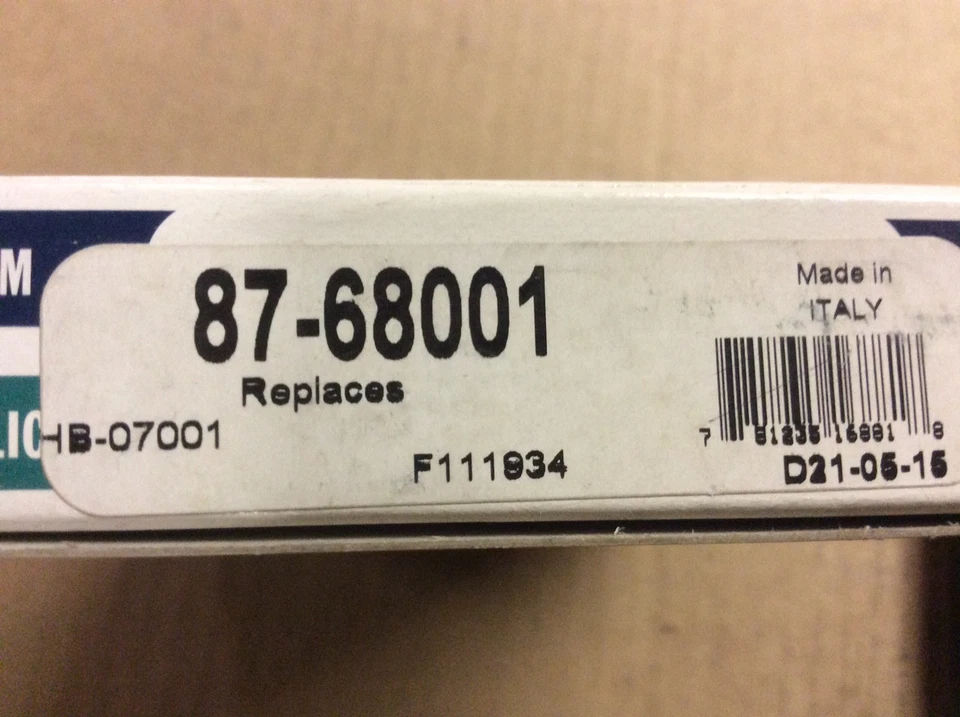 M
87-68001
Made in
ITALY
Replaces
LIC
HB-07001
F111934
D21-05-15